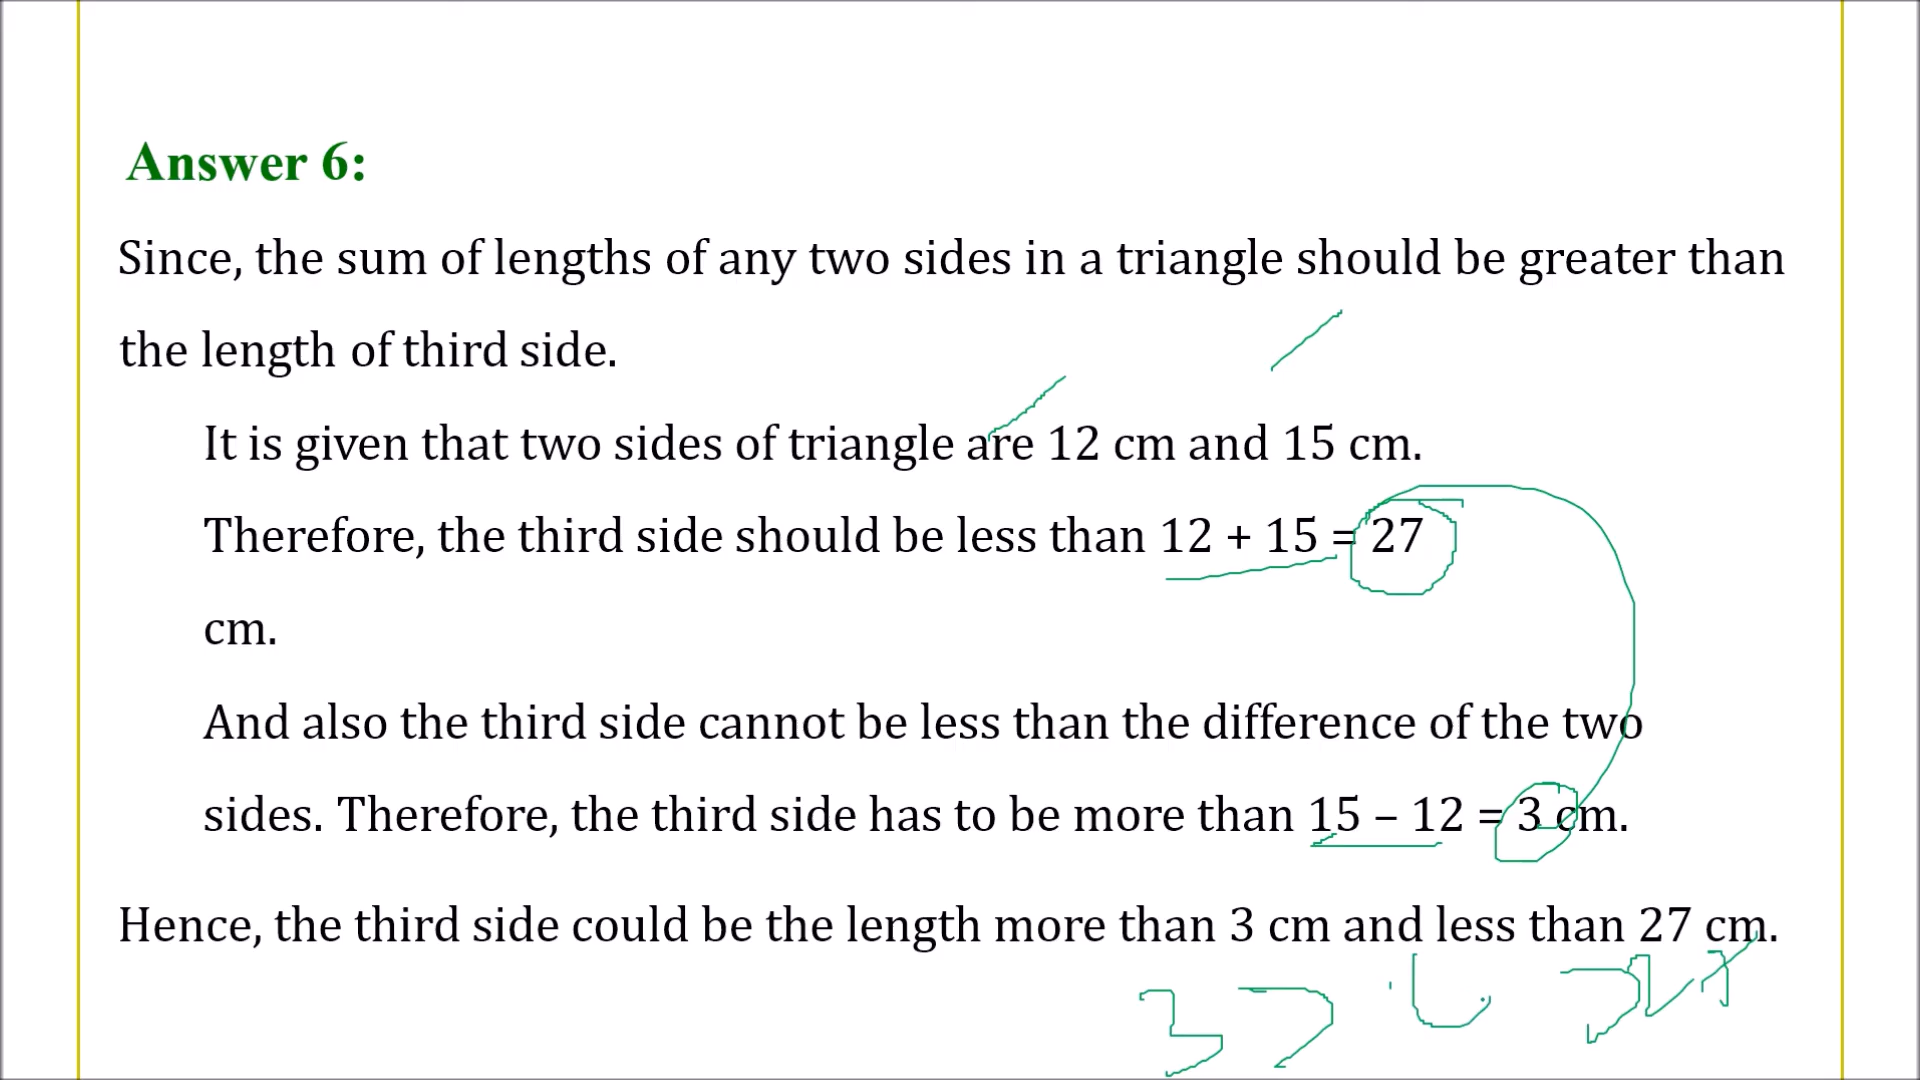 Answer 6:
Since, the sum of lengths of any two sides in a triangle should be greater than
the length of third side.
It is given that two sides of triangle are 12 cm and 15 cm.
Therefore, the third side should be less than 12 + 15 = 27
cm.
And also the third side cannot be less than the difference of the two
sides. Therefore, the third side has to be more than 15 – 12 = 3 cm.
Hence, the third side could be the length more than 3 cm and less than 27 cm.